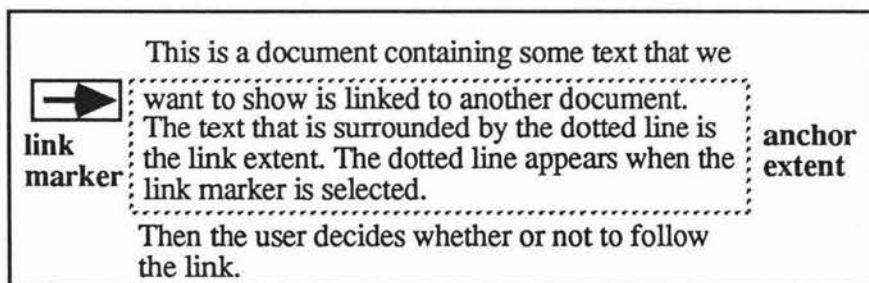 This is a document containing some text that we
want to show is linked to another document.
The text that is surrounded by the dotted line is
the link extent. The dotted line appears when the
link marker is selected.
Then the user decides whether or not to follow
the link.
link
marker
anchor
extent